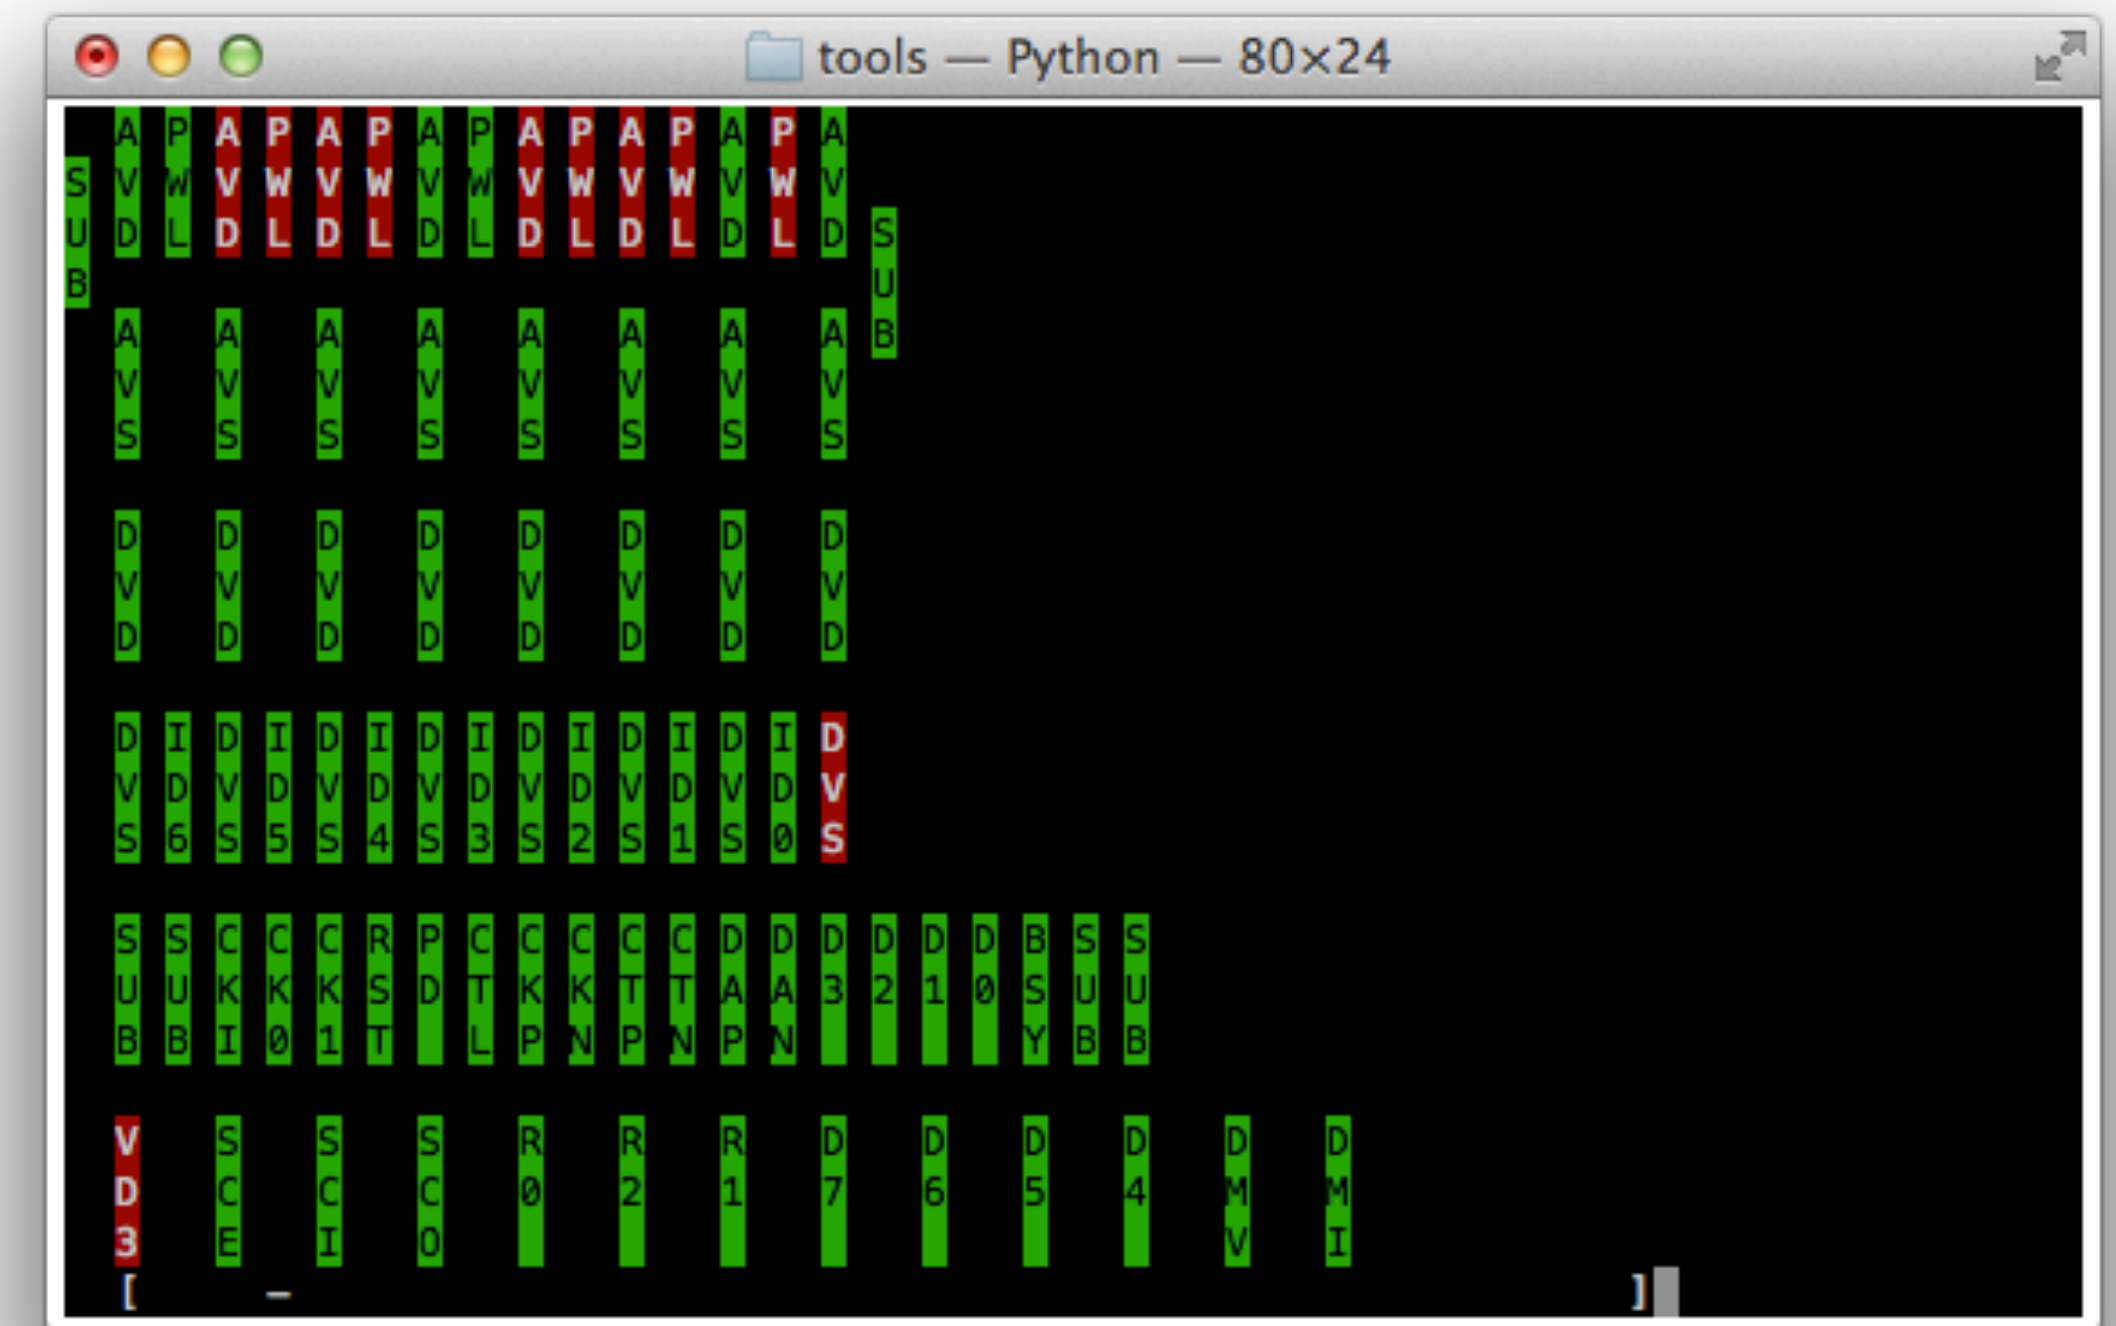 tools — Python — 80×24
SUB AVD PWL AVD PWL AVD PWL AVD PWL AVD PWL AVD PWL AVD PWL AVD SUB
AVS AVS AVS AVS AVS AVS AVS AVS
DVD DVD DVD DVD DVD DVD DVD DVD
DVS ID6 DVS ID5 DVS ID4 DVS ID3 DVS ID2 DVS ID1 DVS ID0 DVS
SUB SUB CKI CK0 CK1 RST PD CTL CKP CKN CTP CTN DAP DAN D3 D2 D1 D0 BSY SUB SUB
VD3 SCE SCI SCO R0 R2 R1 D7 D6 D5 D4 DMV DMI
[ – ]